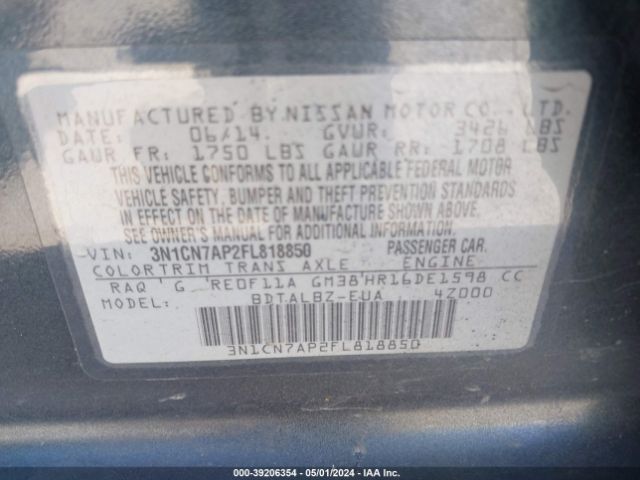 MANUFACTURED BY NISSAN MOTOR CO., LTD.
DATE: 06/14 GVWR: 3426 LBS
GAWR FR: 1750 LBS GAWR RR: 1708 LBS
THIS VEHICLE CONFORMS TO ALL APPLICABLE FEDERAL MOTOR
VEHICLE SAFETY, BUMPER AND THEFT PREVENTION STANDARDS
IN EFFECT ON THE DATE OF MANUFACTURE SHOWN ABOVE.
SEE OWNER'S MANUAL FOR ADDITIONAL INFORMATION.
VIN: 3N1CN7AP2FL818850 PASSENGER CAR.
COLOR TRIM TRANS AXLE ENGINE
RAQ G RE0F11A GM38 HR16DE1598 CC
MODEL: BDTALBZ-EUA 4Z000
3N1CN7AP2FL818850
000-39206354 - 05/01/2024 - IAA Inc.